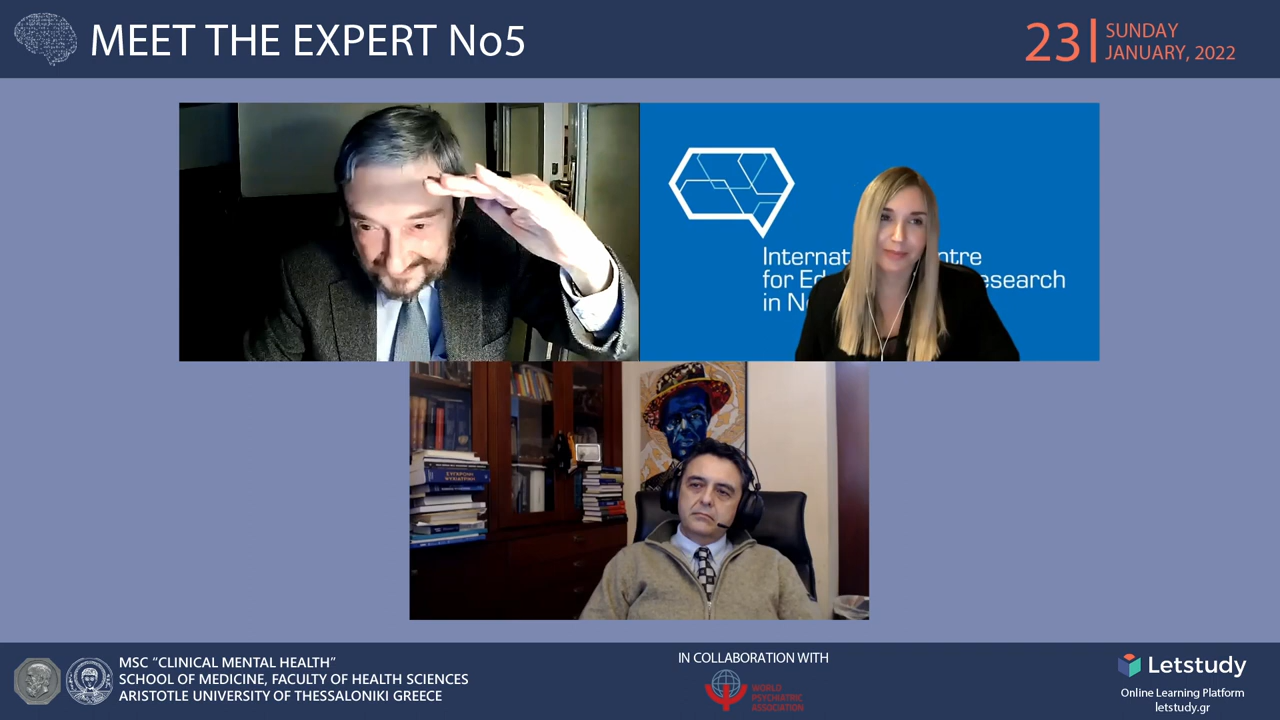 MEET THE EXPERT No5
23
SUNDAY
JANUARY, 2022
Internat ntre
for Ed esearch
in N
ΣΥΓΧΡΟΝΗ
ΨΥΧΙΑΤΡΙΚΗ
MSC “CLINICAL MENTAL HEALTH”
SCHOOL OF MEDICINE, FACULTY OF HEALTH SCIENCES
ARISTOTLE UNIVERSITY OF THESSALONIKI GREECE
IN COLLABORATION WITH
WORLD
PSYCHIATRIC
ASSOCIATION
Letstudy
Online Learning Platform
letstudy.gr